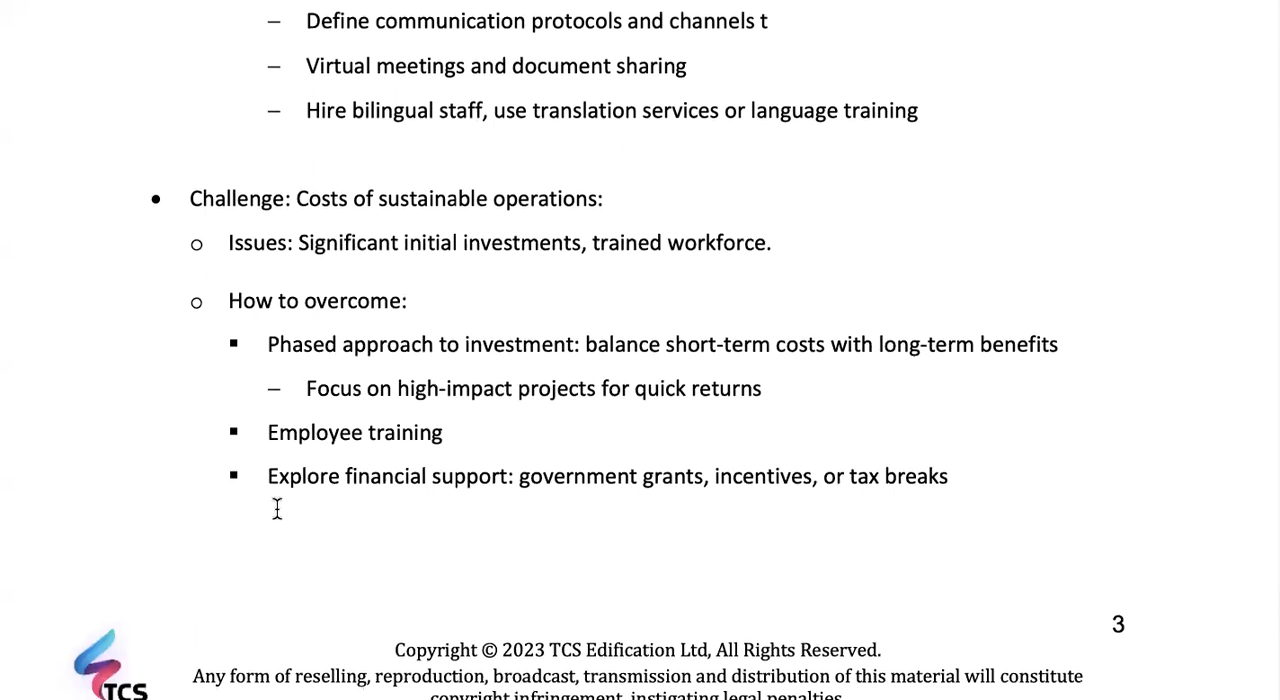 – Define communication protocols and channels t
– Virtual meetings and document sharing
– Hire bilingual staff, use translation services or language training
• Challenge: Costs of sustainable operations:
o Issues: Significant initial investments, trained workforce.
o How to overcome:
▪ Phased approach to investment: balance short-term costs with long-term benefits
– Focus on high-impact projects for quick returns
▪ Employee training
▪ Explore financial support: government grants, incentives, or tax breaks
3
Copyright © 2023 TCS Edification Ltd, All Rights Reserved.
Any form of reselling, reproduction, broadcast, transmission and distribution of this material will constitute
TCS
copyright infringement, instigating legal penalties.